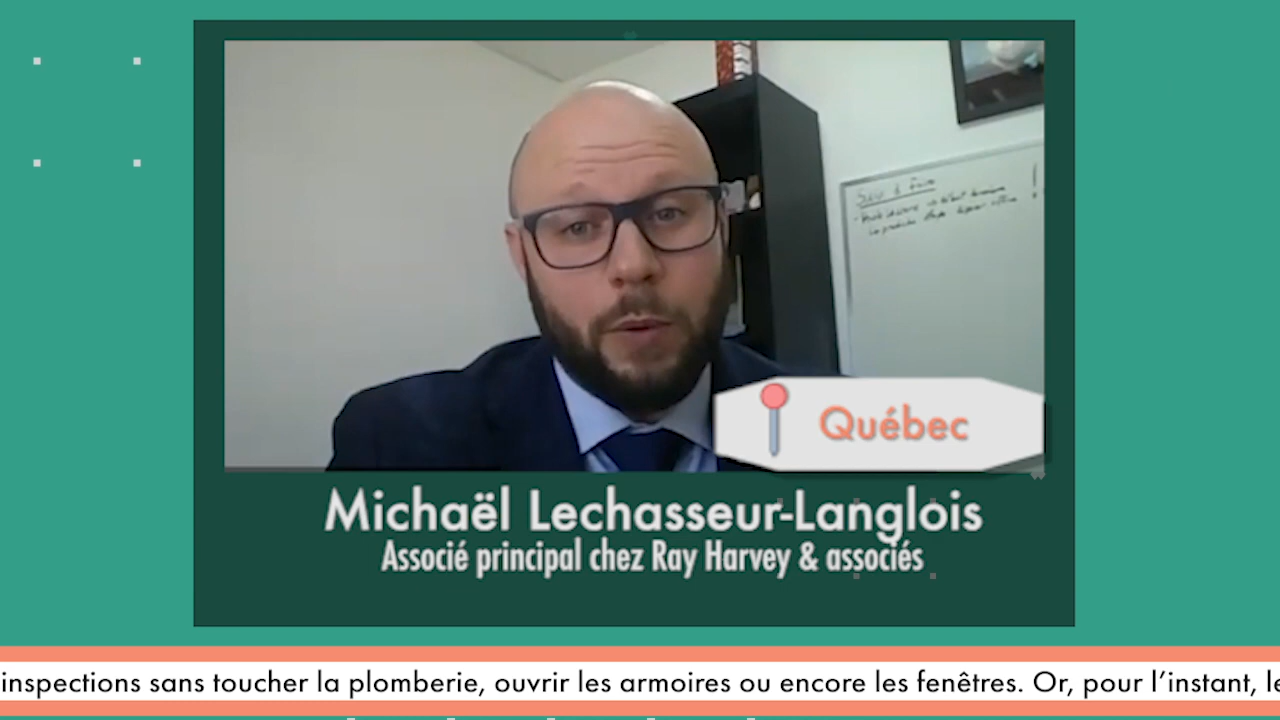 Québec
Michaël Lechasseur-Langlois
Associé principal chez Ray Harvey & associés
inspections sans toucher la plomberie, ouvrir les armoires ou encore les fenêtres. Or, pour l'instant, le